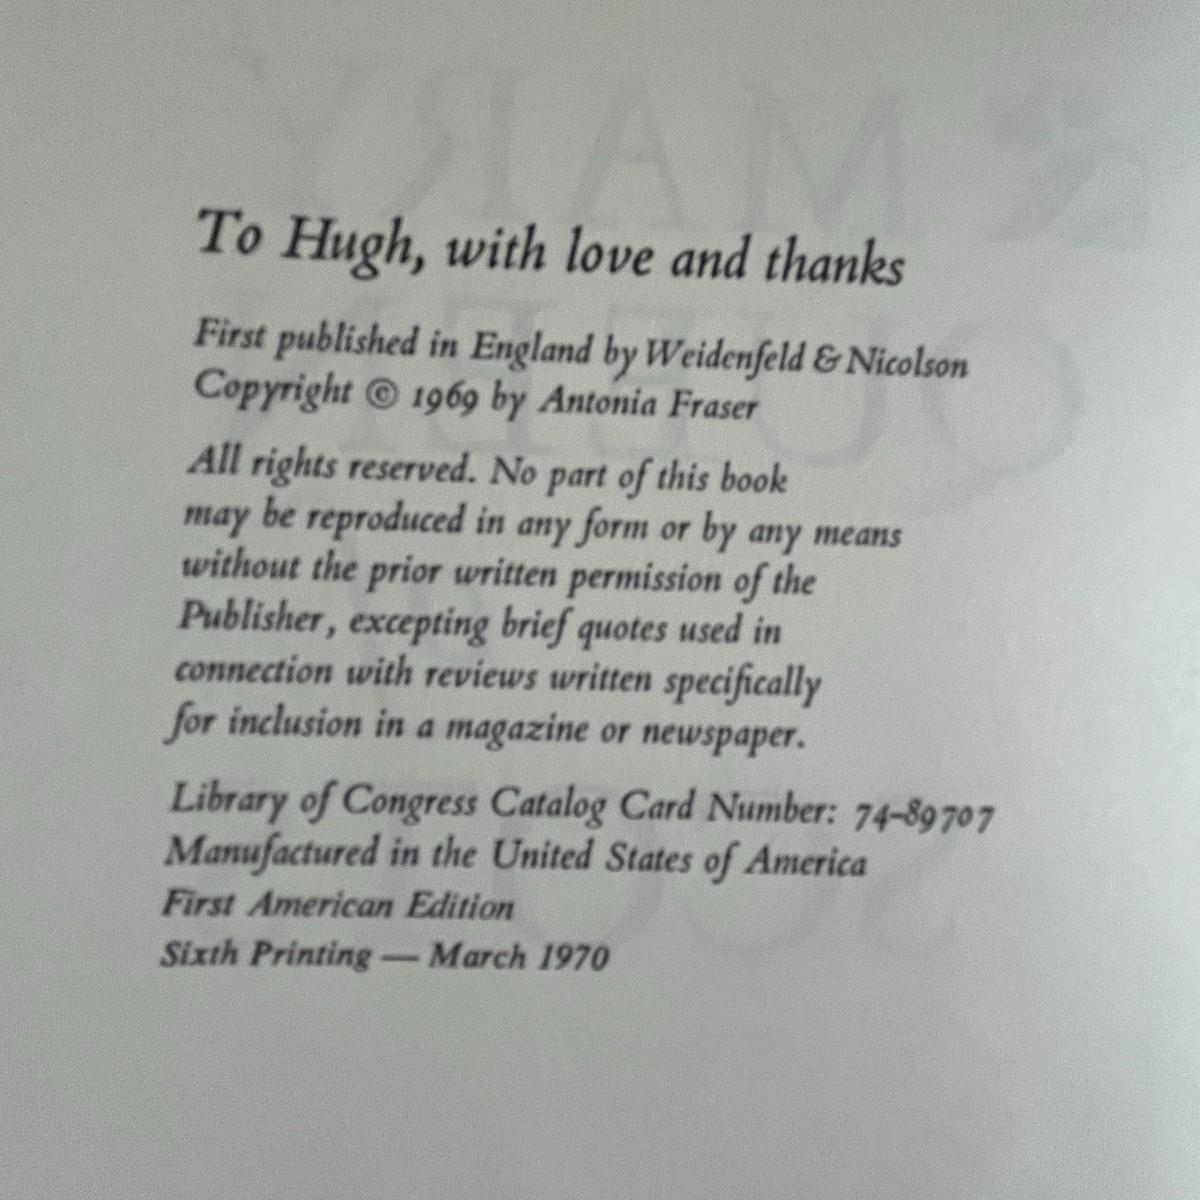 To Hugh, with love and thanks
First published in England by Weidenfeld & Nicolson
Copyright © 1969 by Antonia Fraser
All rights reserved. No part of this book
may be reproduced in any form or by any means
without the prior written permission of the
Publisher, excepting brief quotes used in
connection with reviews written specifically
for inclusion in a magazine or newspaper.
Library of Congress Catalog Card Number: 74-89707
Manufactured in the United States of America
First American Edition
Sixth Printing — March 1970